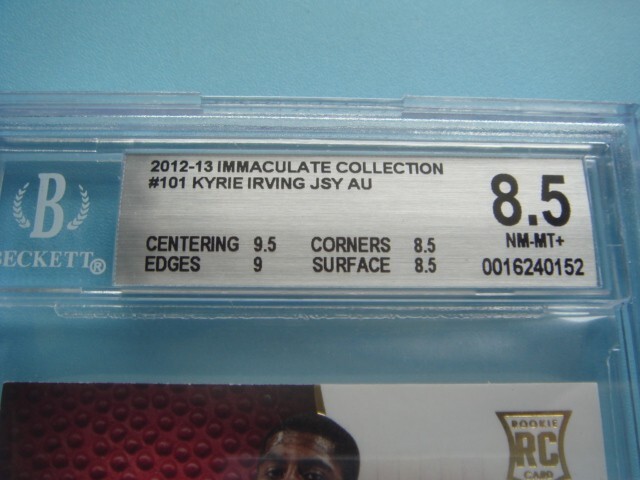 2012-13 IMMACULATE COLLECTION
#101 KYRIE IRVING JSY AU
8.5
NM-MT+
CENTERING 9.5 CORNERS 8.5
EDGES 9 SURFACE 8.5
0016240152
B
BECKETT®
ROOKIE
RC
CARD